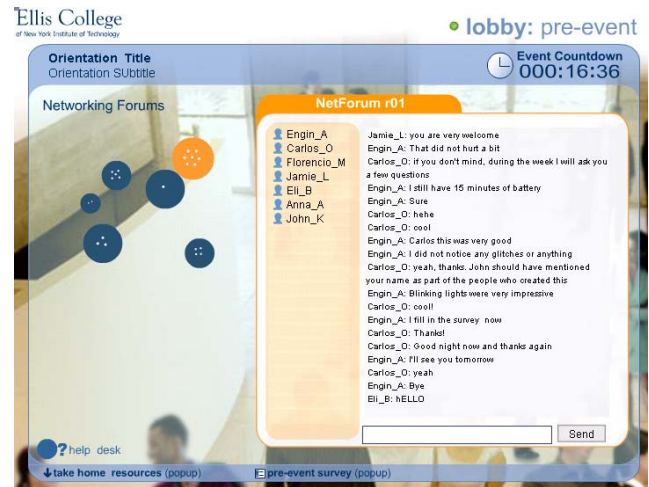 Ellis College
of New York Institute of Technology
lobby: pre-event
Orientation Title
Orientation SUbtitle
Event Countdown
000:16:36
Networking Forums
NetForum r01
Engin_A
Carlos_O
Florencio_M
Jamie_L
Eli_B
Anna_A
John_K
Jamie_L: you are very welcome
Engin_A: That did not hurt a bit
Carlos_O: if you don't mind, during the week I will ask you
a few questions
Engin_A: I still have 15 minutes of battery
Engin_A: Sure
Carlos_O: hehe
Carlos_O: cool
Engin_A: Carlos this was very good
Engin_A: I did not notice any glitches or anything
Carlos_O: yeah, thanks. John should have mentioned
your name as part of the people who created this
Engin_A: Blinking lights were very impressive
Carlos_O: cool!
Engin_A: I fill in the survey now
Carlos_O: Thanks!
Carlos_O: Good night now and thanks again
Engin_A: I'll see you tomorrow
Carlos_O: yeah
Engin_A: Bye
Eli_B: hELLO
Send
? help desk
take home resources (popup)
pre-event survey (popup)